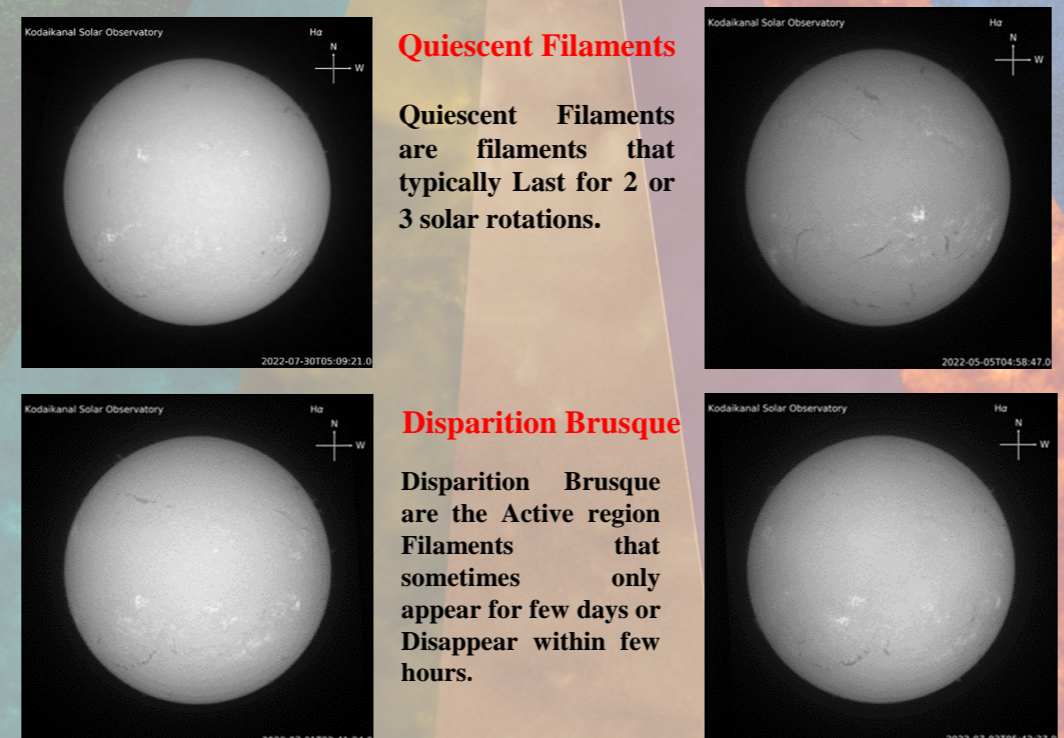 Kodaikanal Solar Observatory
Hα
N
W
2022-07-30T05:09:21.0
Quiescent Filaments
Quiescent Filaments
are filaments that
typically Last for 2 or
3 solar rotations.
Kodaikanal Solar Observatory
Hα
N
W
2022-05-05T04:58:47.0
Kodaikanal Solar Observatory
Hα
N
W
Disparition Brusque
Disparition Brusque
are the Active region
Filaments that
sometimes only
appear for few days or
Disappear within few
hours.
Kodaikanal Solar Observatory
Hα
N
W